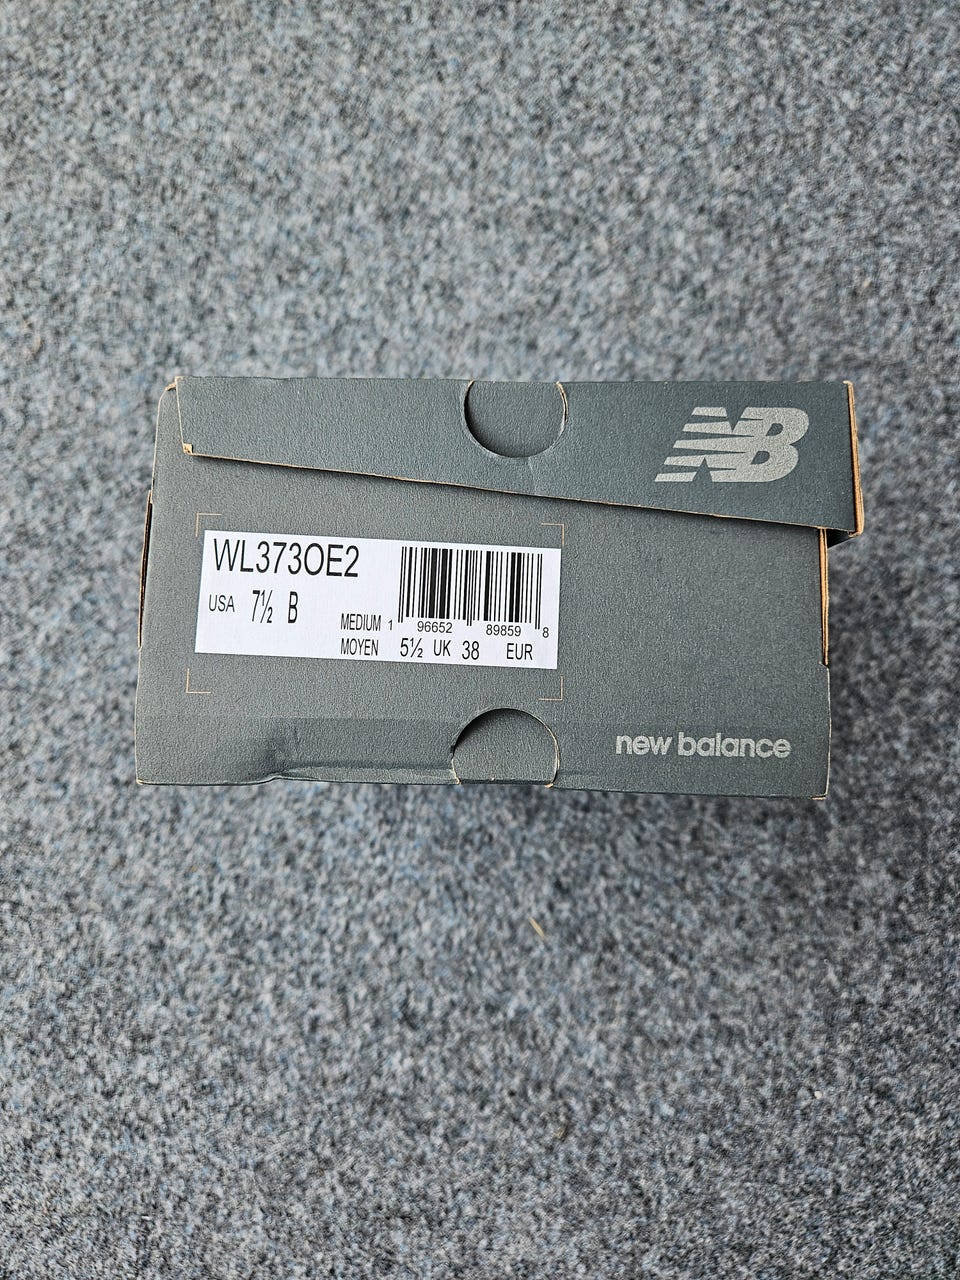 NB
WL373OE2
USA 7½ B
MEDIUM
MOYEN
1 96652 89859 8
5½ UK 38 EUR
new balance